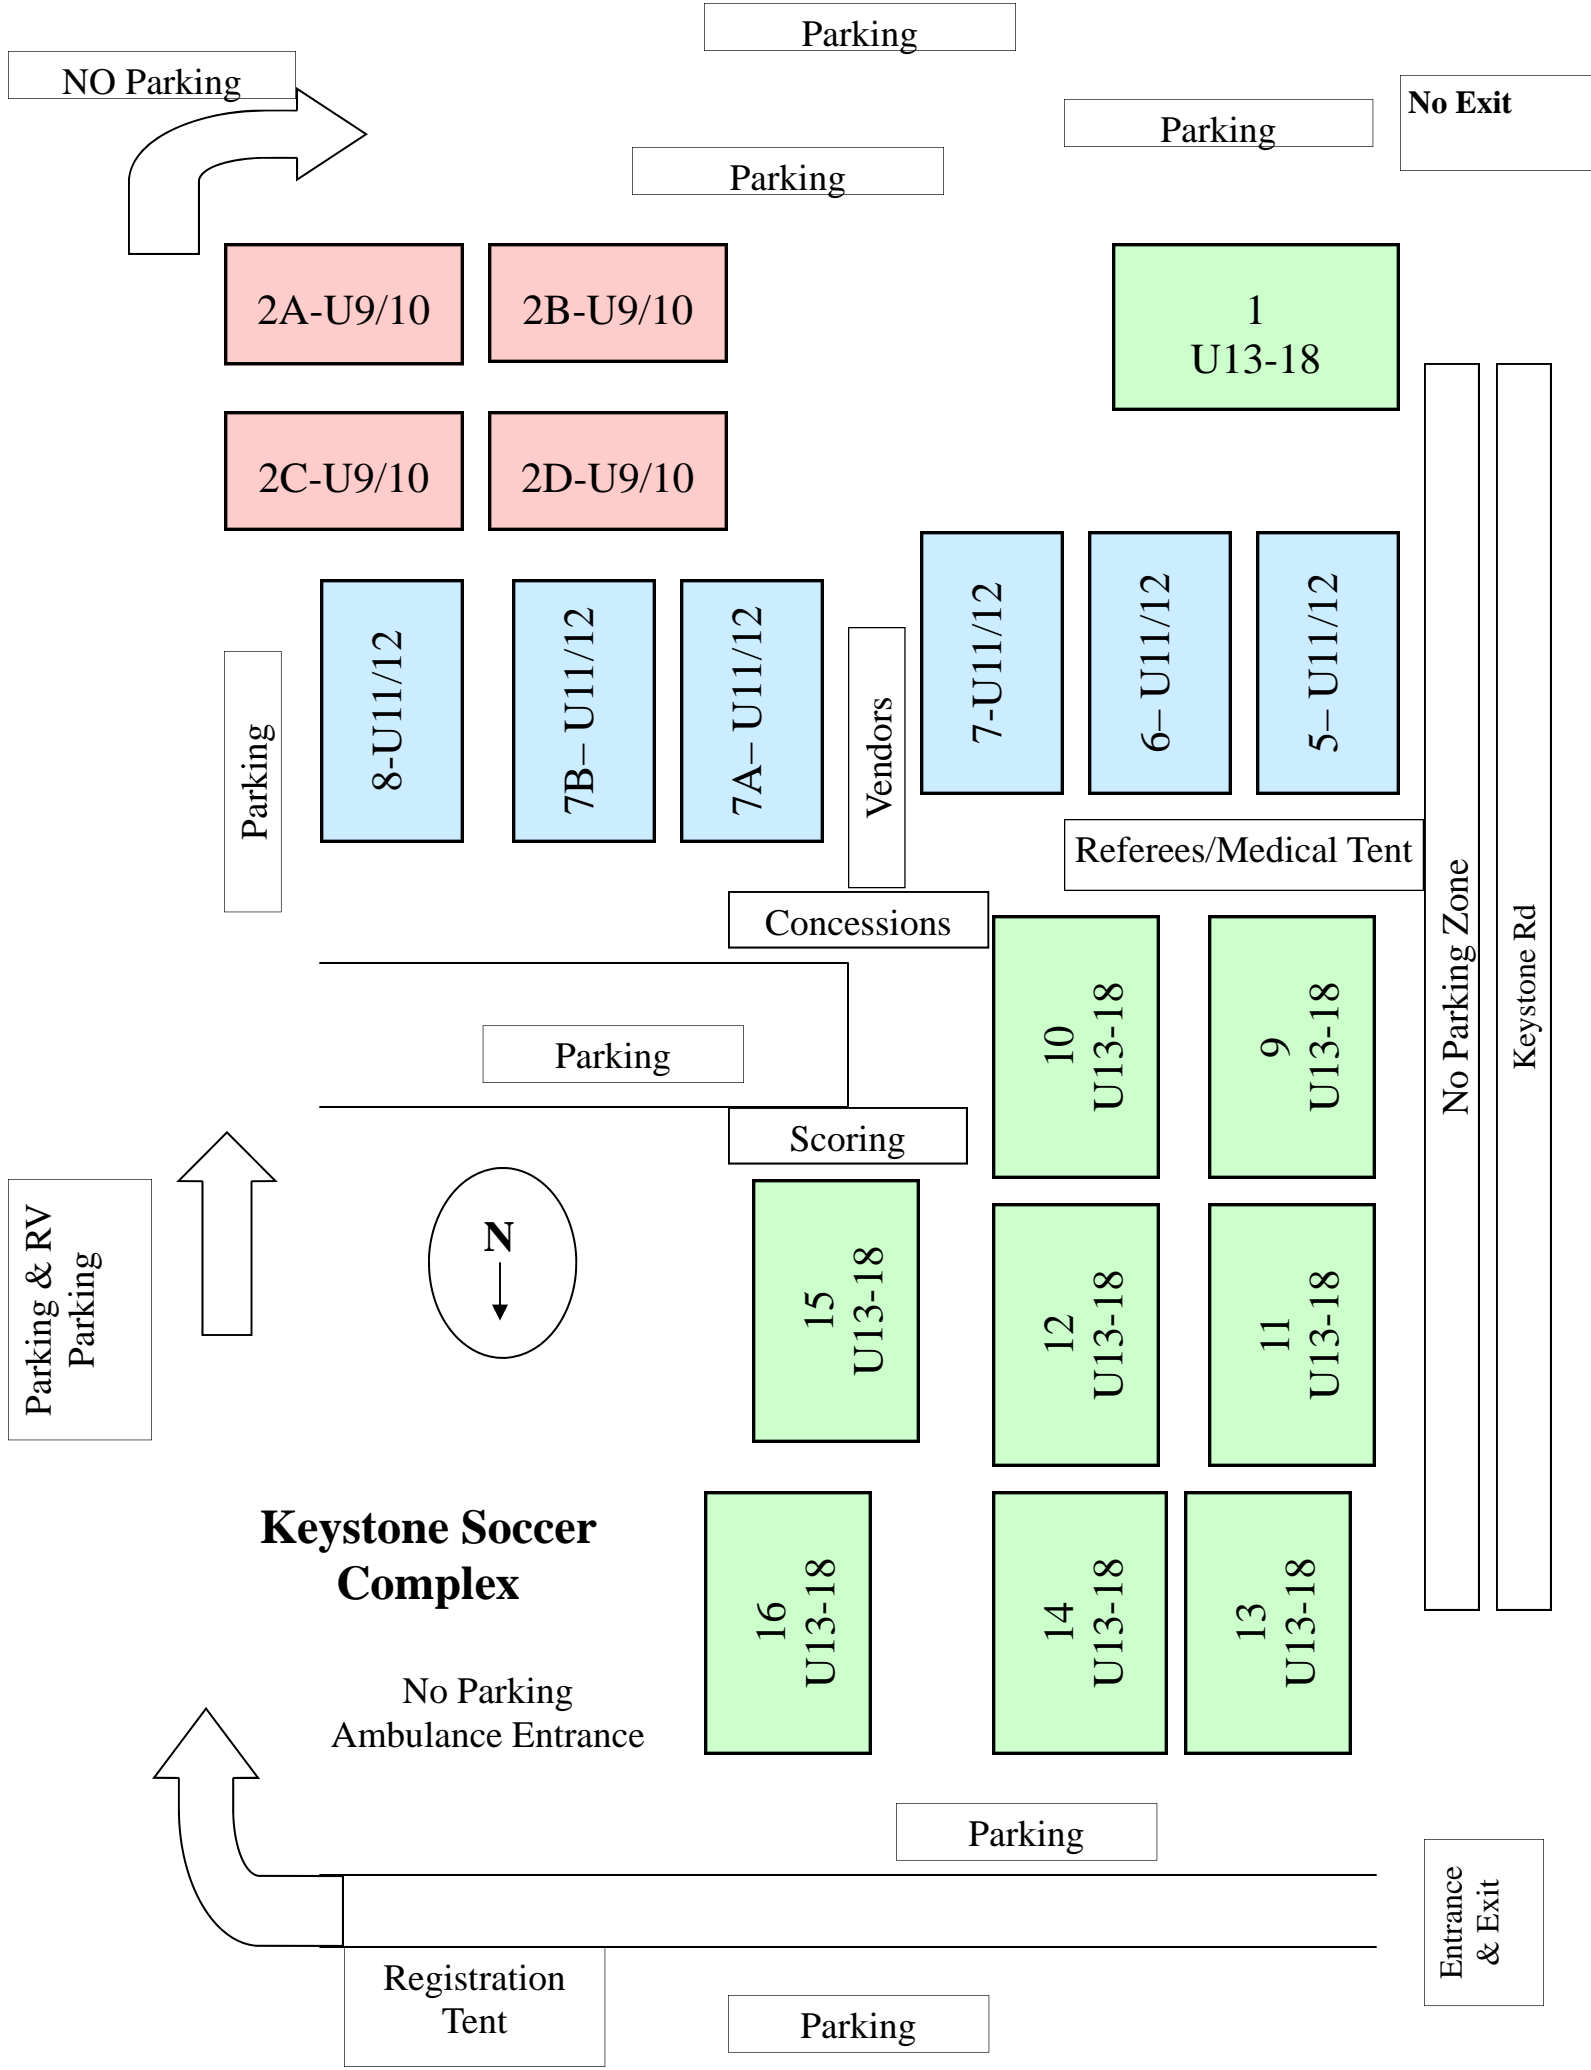 Parking
NO Parking
No Exit
Parking
Parking
2A-U9/10
2B-U9/10
1
U13-18
2C-U9/10
2D-U9/10
8-U11/12
7B– U11/12
7A– U11/12
7-U11/12
6– U11/12
5– U11/12
Parking
Vendors
Referees/Medical Tent
Concessions
No Parking Zone
Keystone Rd
Parking
10
U13-18
9
U13-18
Scoring
Parking & RV
Parking
N
15
U13-18
12
U13-18
11
U13-18
Keystone Soccer
Complex
16
U13-18
14
U13-18
13
U13-18
No Parking
Ambulance Entrance
Parking
Entrance
& Exit
Registration
Tent
Parking